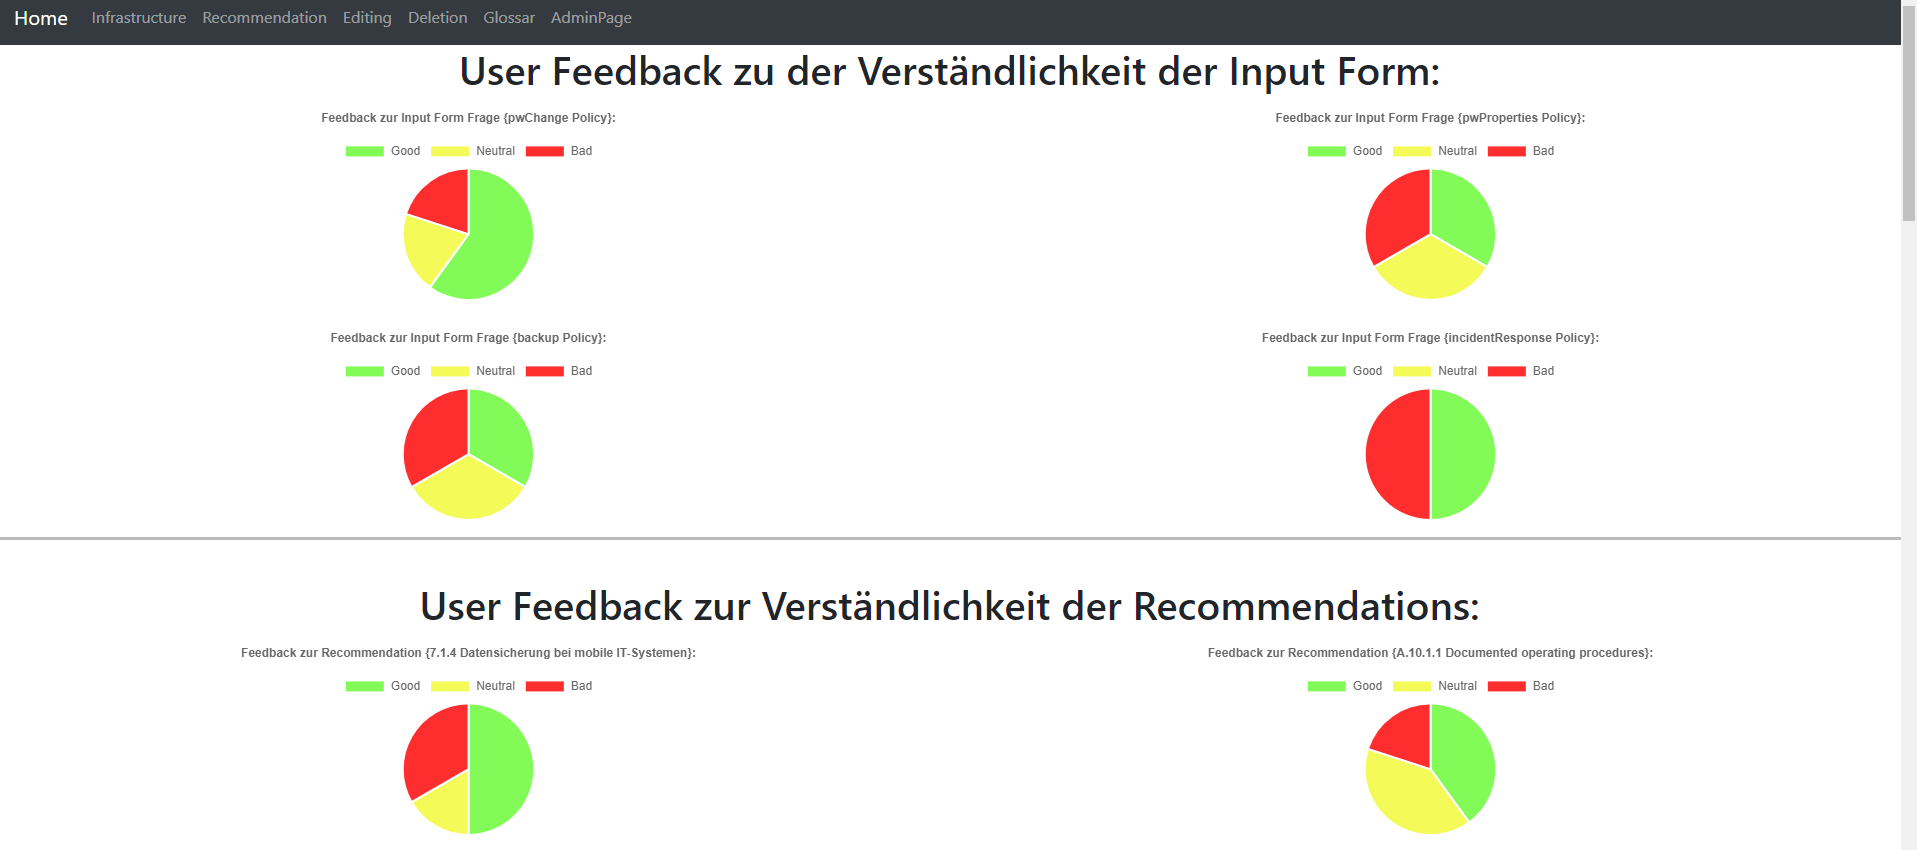 Home Infrastructure Recommendation Editing Deletion Glossar AdminPage
User Feedback zu der Verständlichkeit der Input Form:
Feedback zur Input Form Frage {pwChange Policy}:
Good Neutral Bad
Feedback zur Input Form Frage {pwProperties Policy}:
Good Neutral Bad
Feedback zur Input Form Frage {backup Policy}:
Good Neutral Bad
Feedback zur Input Form Frage {incidentResponse Policy}:
Good Neutral Bad
User Feedback zur Verständlichkeit der Recommendations:
Feedback zur Recommendation {7.1.4 Datensicherung bei mobile IT-Systemen}:
Good Neutral Bad
Feedback zur Recommendation {A.10.1.1 Documented operating procedures}:
Good Neutral Bad